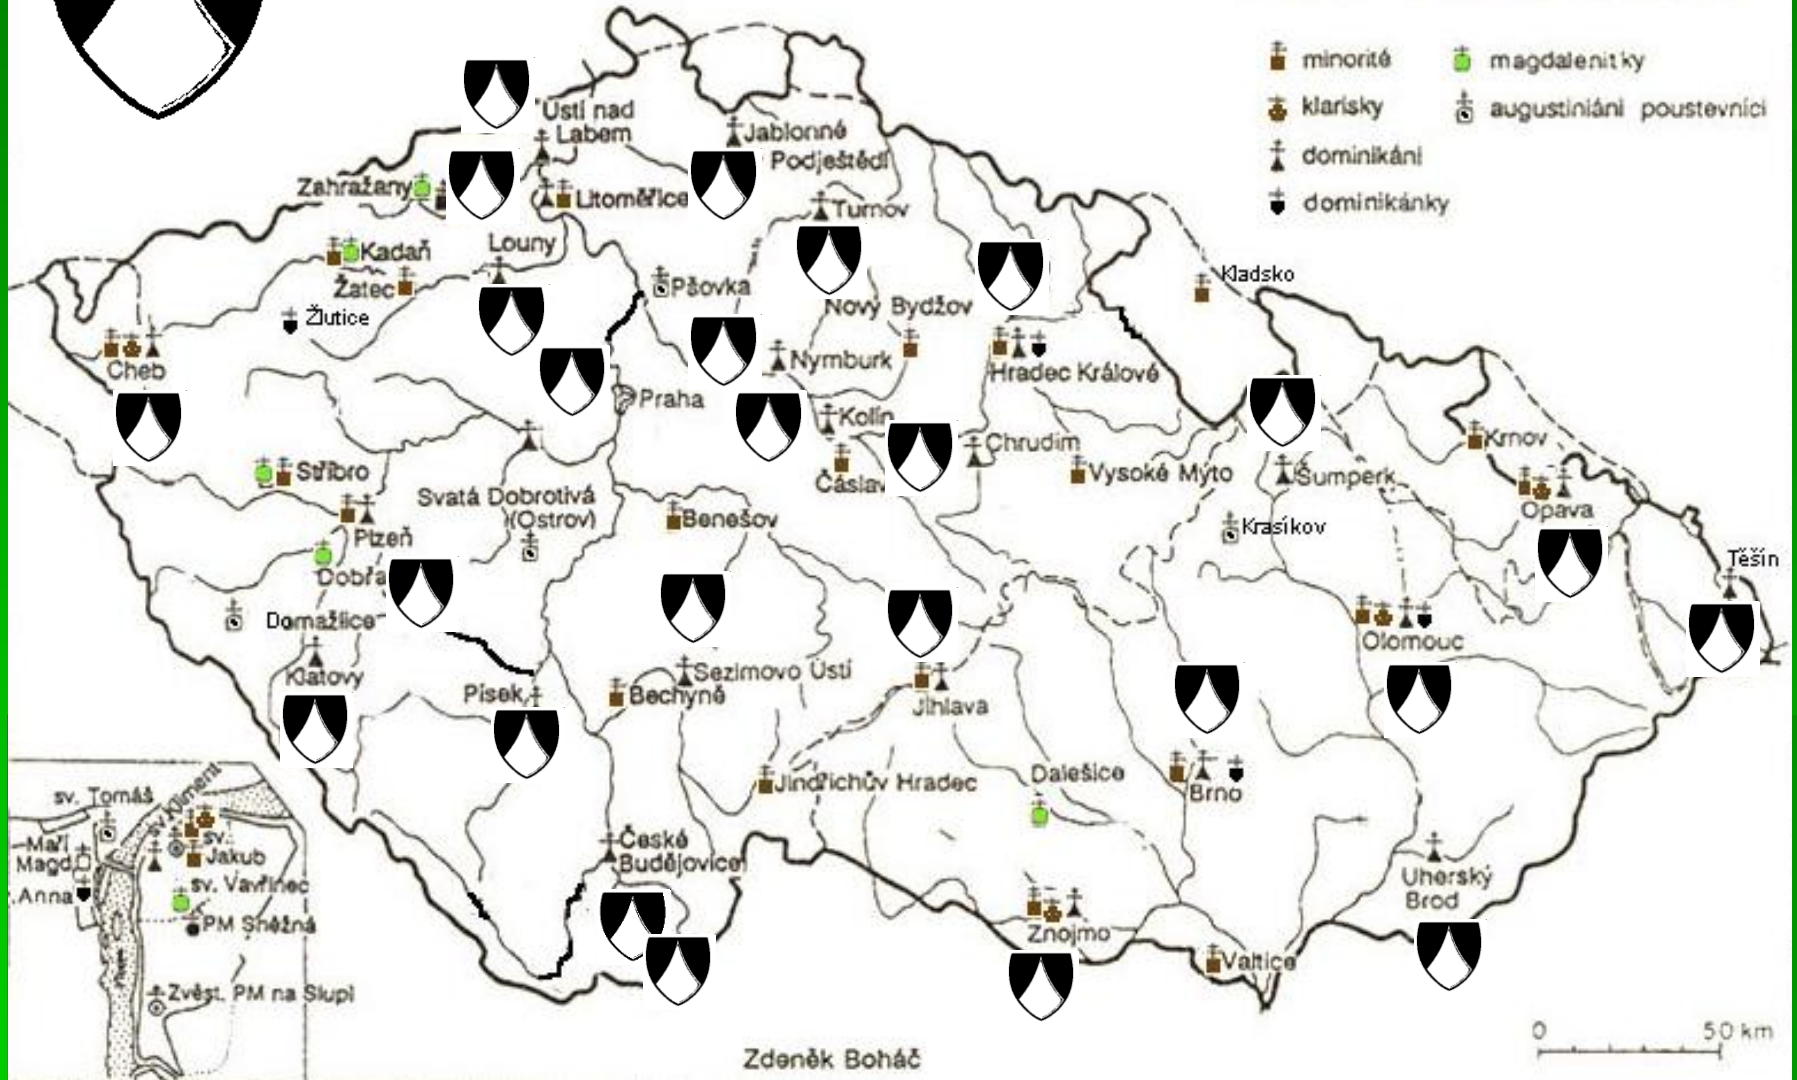 minorité
klarisky
dominikáni
dominikánky
magdalenitky
augustiniáni poustevníci
Ústí nad
Labem
Jablonné
Podještědí
Zahražany
Litoměřice
Turnov
Louny
Kadaň
Žatec
Pšovka
Kladsko
Žlutice
Nový Bydžov
Cheb
Nymburk
Hradec Králové
Praha
Kolín
Krnov
Chrudim
Stříbro
Čáslav
Vysoké Mýto
Šumperk
Svatá Dobrotivá
(Ostrov)
Opava
Benešov
Krasíkov
Plzeň
Těšín
Dobřa
Domažlice
Olomouc
Klatovy
Sezimovo Ústí
Písek
Bechyně
Jihlava
Jindřichův Hradec
Dalešice
Brno
České
Budějovice
Uherský
Brod
Znojmo
Valtice
sv. Tomáš
sv. Kliment
Maří
Magd.
sv.
Jakub
Anna
sv. Vavřinec
PM Sněžná
Zvěst. PM na Slupi
0 50 km
Zdeněk Boháč